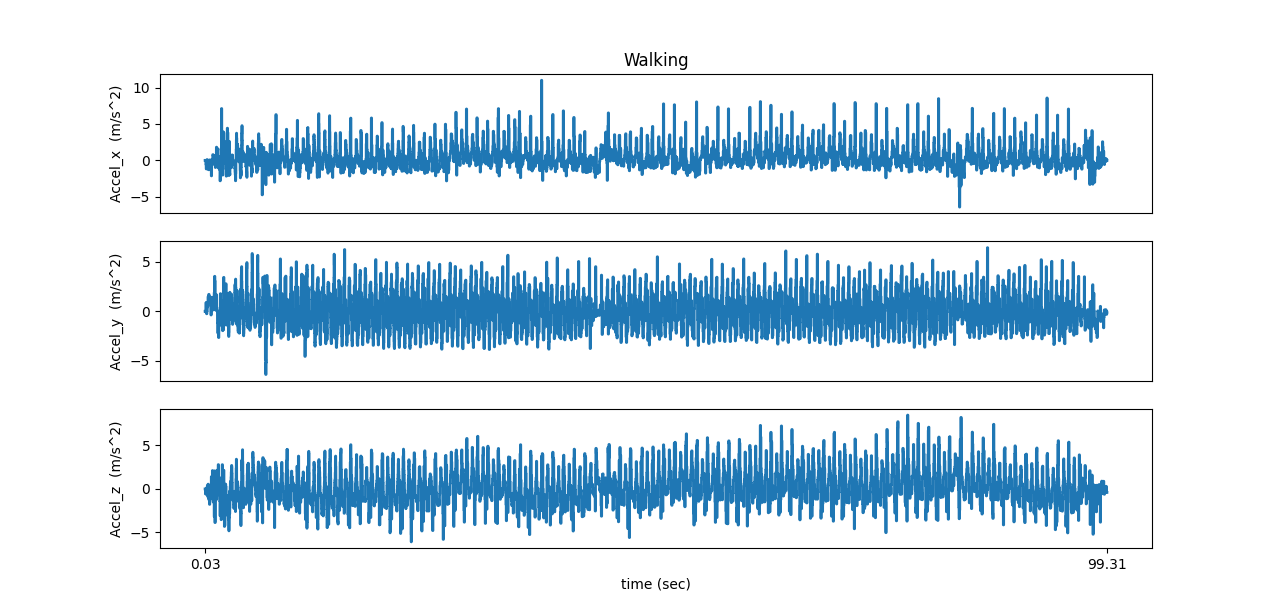 Walking
Accel_x (m/s^2)
10
5
0
−5
Accel_y (m/s^2)
5
0
−5
Accel_z (m/s^2)
5
0
−5
0.03 99.31
time (sec)